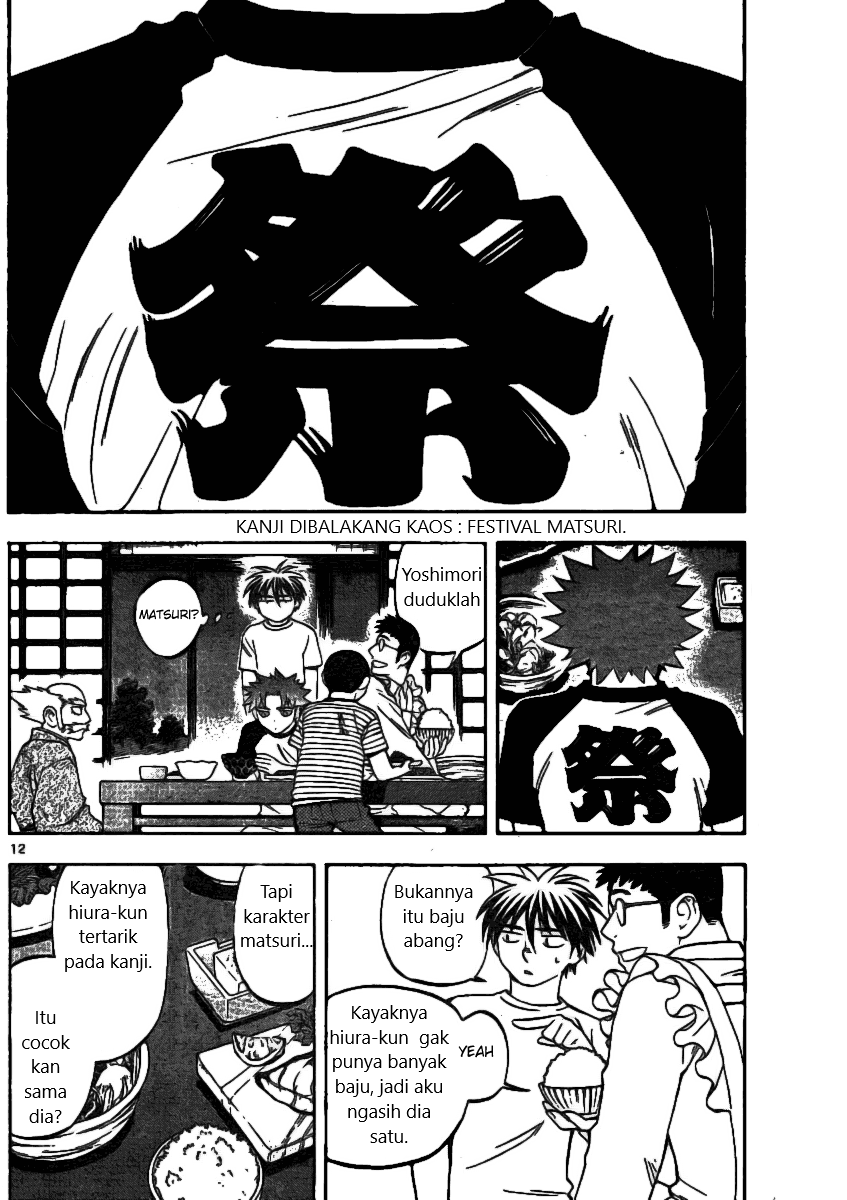 祭
KANJI DIBALAKANG KAOS : FESTIVAL MATSURI.
祭
Yoshimori
duduklah
MATSURI?
12
Bukannya
itu baju
abang?
Kayaknya
hiura-kun gak
punya banyak
baju, jadi aku
ngasih dia
satu.
YEAH
Tapi
karakter
matsuri...
Kayaknya
hiura-kun
tertarik
pada kanji.
Itu
cocok
kan
sama
dia?